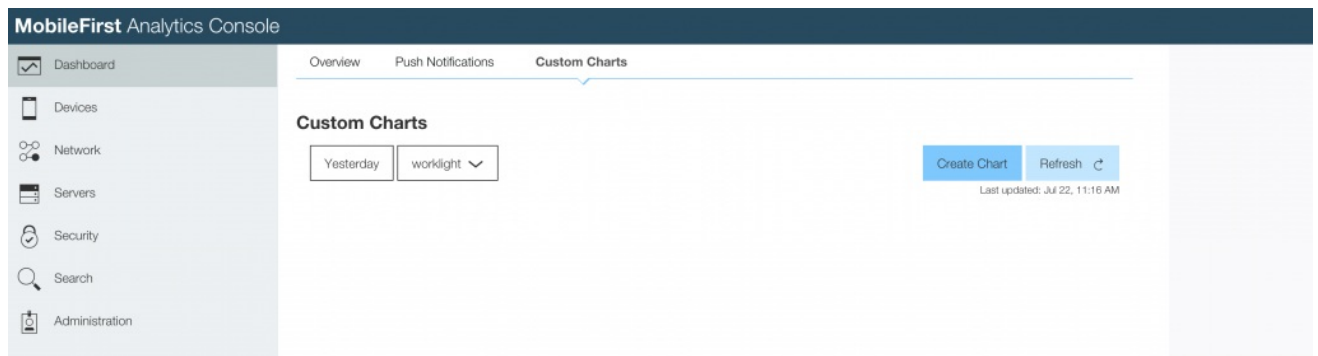 MobileFirst Analytics Console
Dashboard
Devices
Network
Servers
Security
Search
Administration
Overview Push Notifications Custom Charts
Custom Charts
Yesterday worklight
Create Chart Refresh
Last updated: Jul 22, 11:16 AM